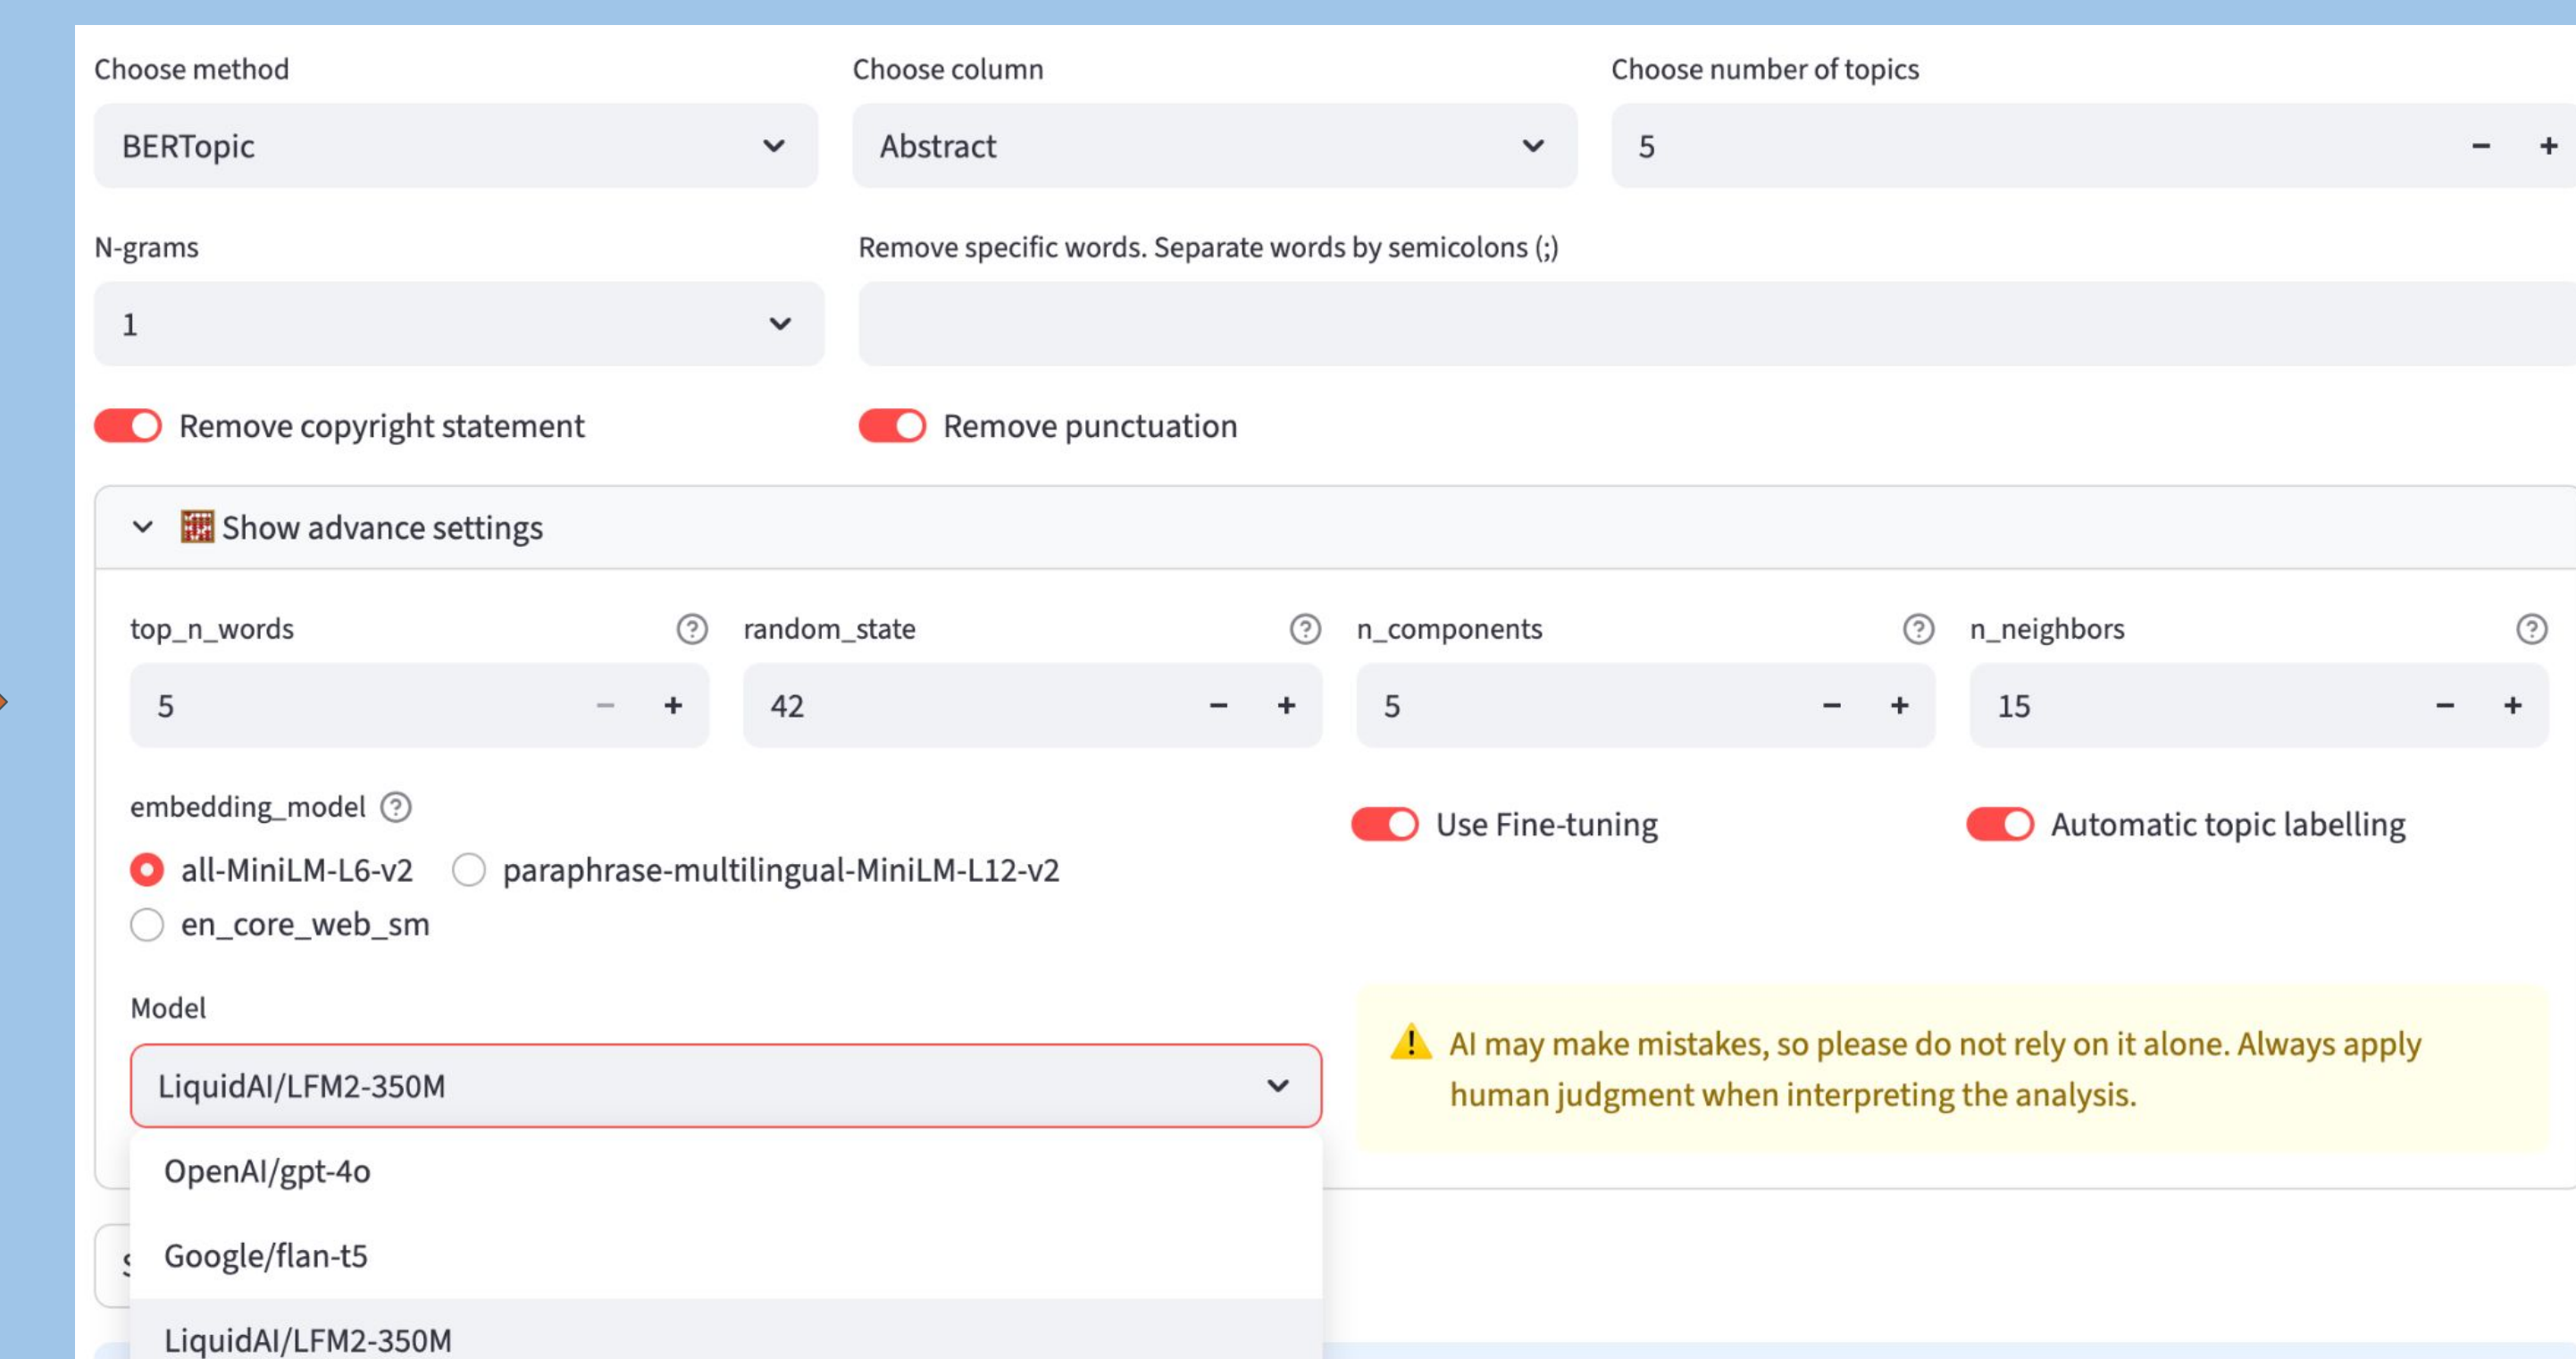 Choose method
Choose column
Choose number of topics
BERTopic
Abstract
5
N-grams
Remove specific words. Separate words by semicolons (;)
1
Remove copyright statement
Remove punctuation
Show advance settings
top_n_words
random_state
n_components
n_neighbors
5
42
5
15
embedding_model
Use Fine-tuning
Automatic topic labelling
all-MiniLM-L6-v2
paraphrase-multilingual-MiniLM-L12-v2
en_core_web_sm
Model
LiquidAI/LFM2-350M
AI may make mistakes, so please do not rely on it alone. Always apply
human judgment when interpreting the analysis.
OpenAI/gpt-4o
Google/flan-t5
LiquidAI/LFM2-350M